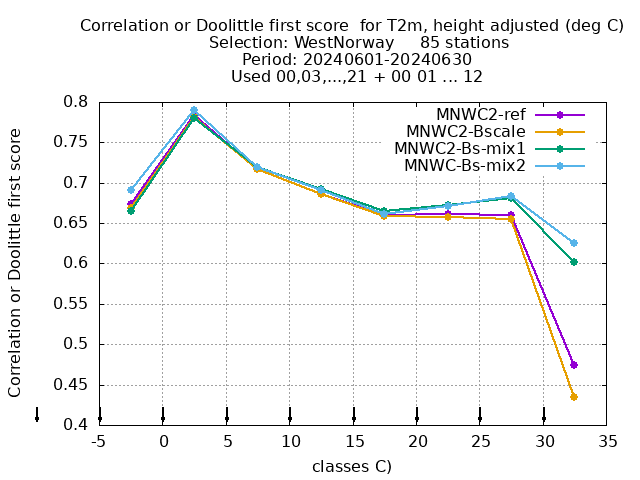 Correlation or Doolittle first score  for T2m, height adjusted (deg C)
Selection: WestNorway     85 stations
Period: 20240601-20240630
Used 00,03,...,21 + 00 01 ... 12
MNWC2-ref
MNWC2-Bscale
MNWC2-Bs-mix1
MNWC-Bs-mix2
Correlation or Doolittle first score
0.8
0.75
0.7
0.65
0.6
0.55
0.5
0.45
0.4
-5 0 5 10 15 20 25 30 35
classes C)